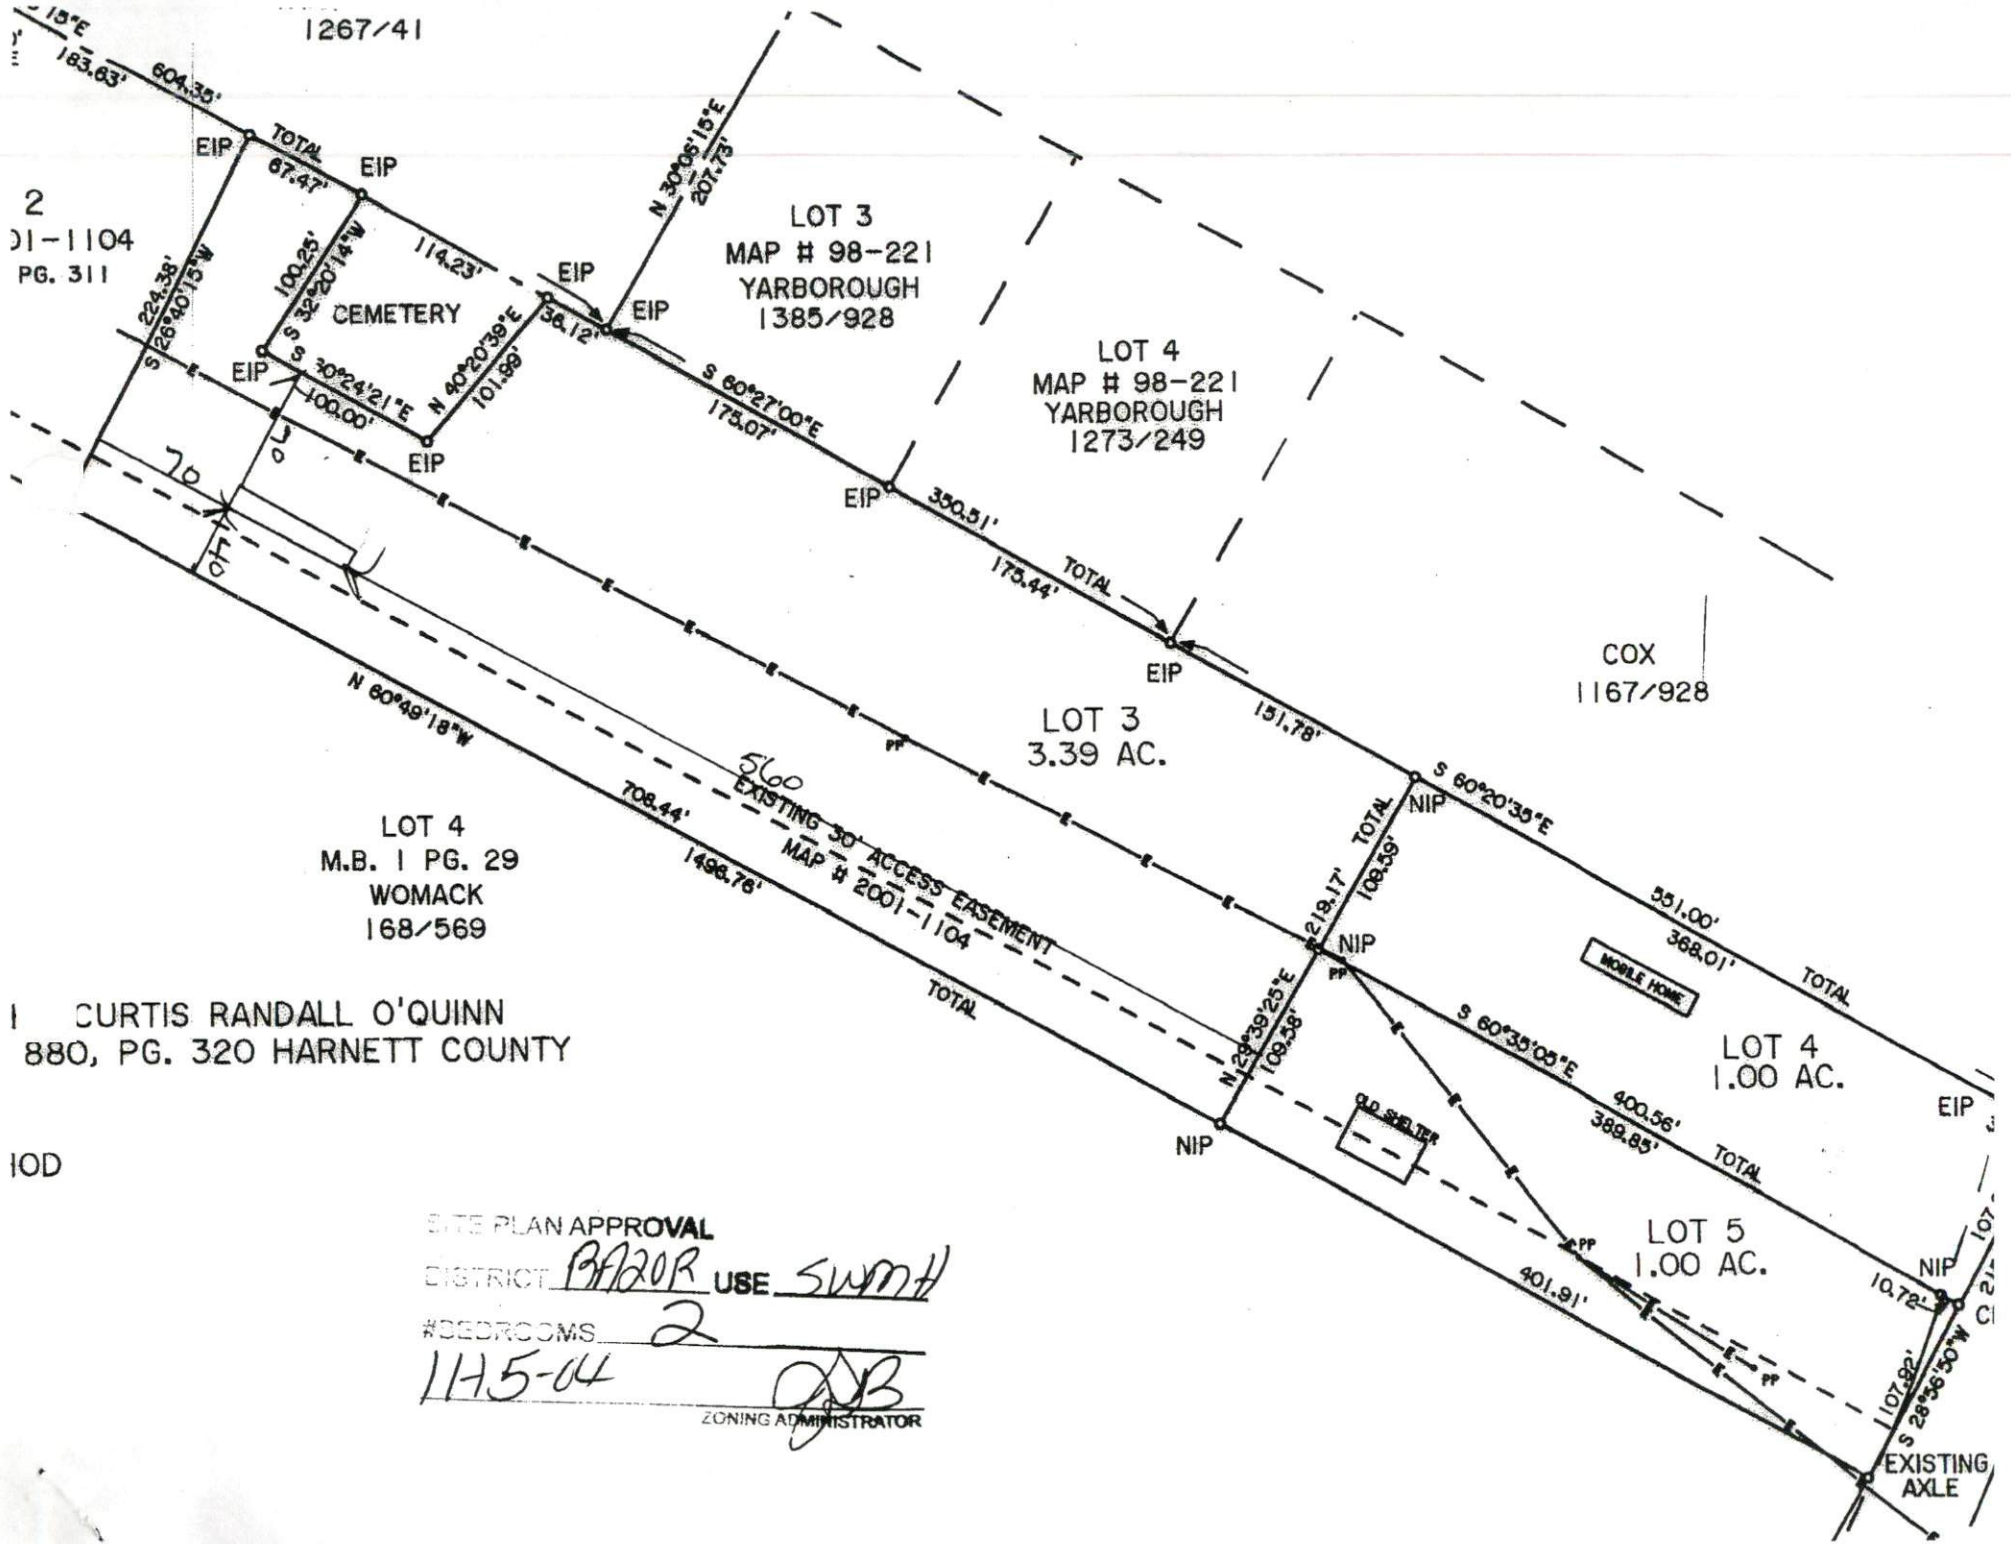 1267/41
183.63'
604.35'
EIP
TOTAL
67.47'
EIP
2
01-1104
PG. 311
224.38'
S 26°40'15"W
100.25'
S 32°20'14"W
114.23'
CEMETERY
EIP
EIP
36.12'
N 40°20'39"E
101.99'
EIP
100.00'
EIP
N 30°06'15"E
207.73'
LOT 3
MAP # 98-221
YARBOROUGH
1385/928
S 60°27'00"E
175.07'
EIP
LOT 4
MAP # 98-221
YARBOROUGH
1273/249
350.51'
TOTAL
175.44'
EIP
COX
1167/928
151.78'
LOT 3
3.39 AC.
PP
70
40
N 60°49'18"W
708.44'
1498.76'
TOTAL
560
EXISTING 30' ACCESS EASEMENT
MAP # 2001-1104
LOT 4
M.B. 1 PG. 29
WOMACK
168/569
NIP
S 60°20'35"E
219.17'
TOTAL
109.59'
NIP
PP
N 29°39'25"E
109.58'
NIP
551.00'
TOTAL
368.01'
MOBILE HOME
LOT 4
1.00 AC.
EIP
S 60°35'05"E
400.56'
TOTAL
389.85'
OLD SHELTER
LOT 5
1.00 AC.
PP
PP
401.91'
NIP
10.72'
107.92'
S 28°56'50"W
EXISTING
AXLE
CURTIS RANDALL O'QUINN
880, PG. 320 HARNETT COUNTY
SITE PLAN APPROVAL
DISTRICT RA20R USE SWMH
#BEDROOMS 2
ZONING ADMINISTRATOR